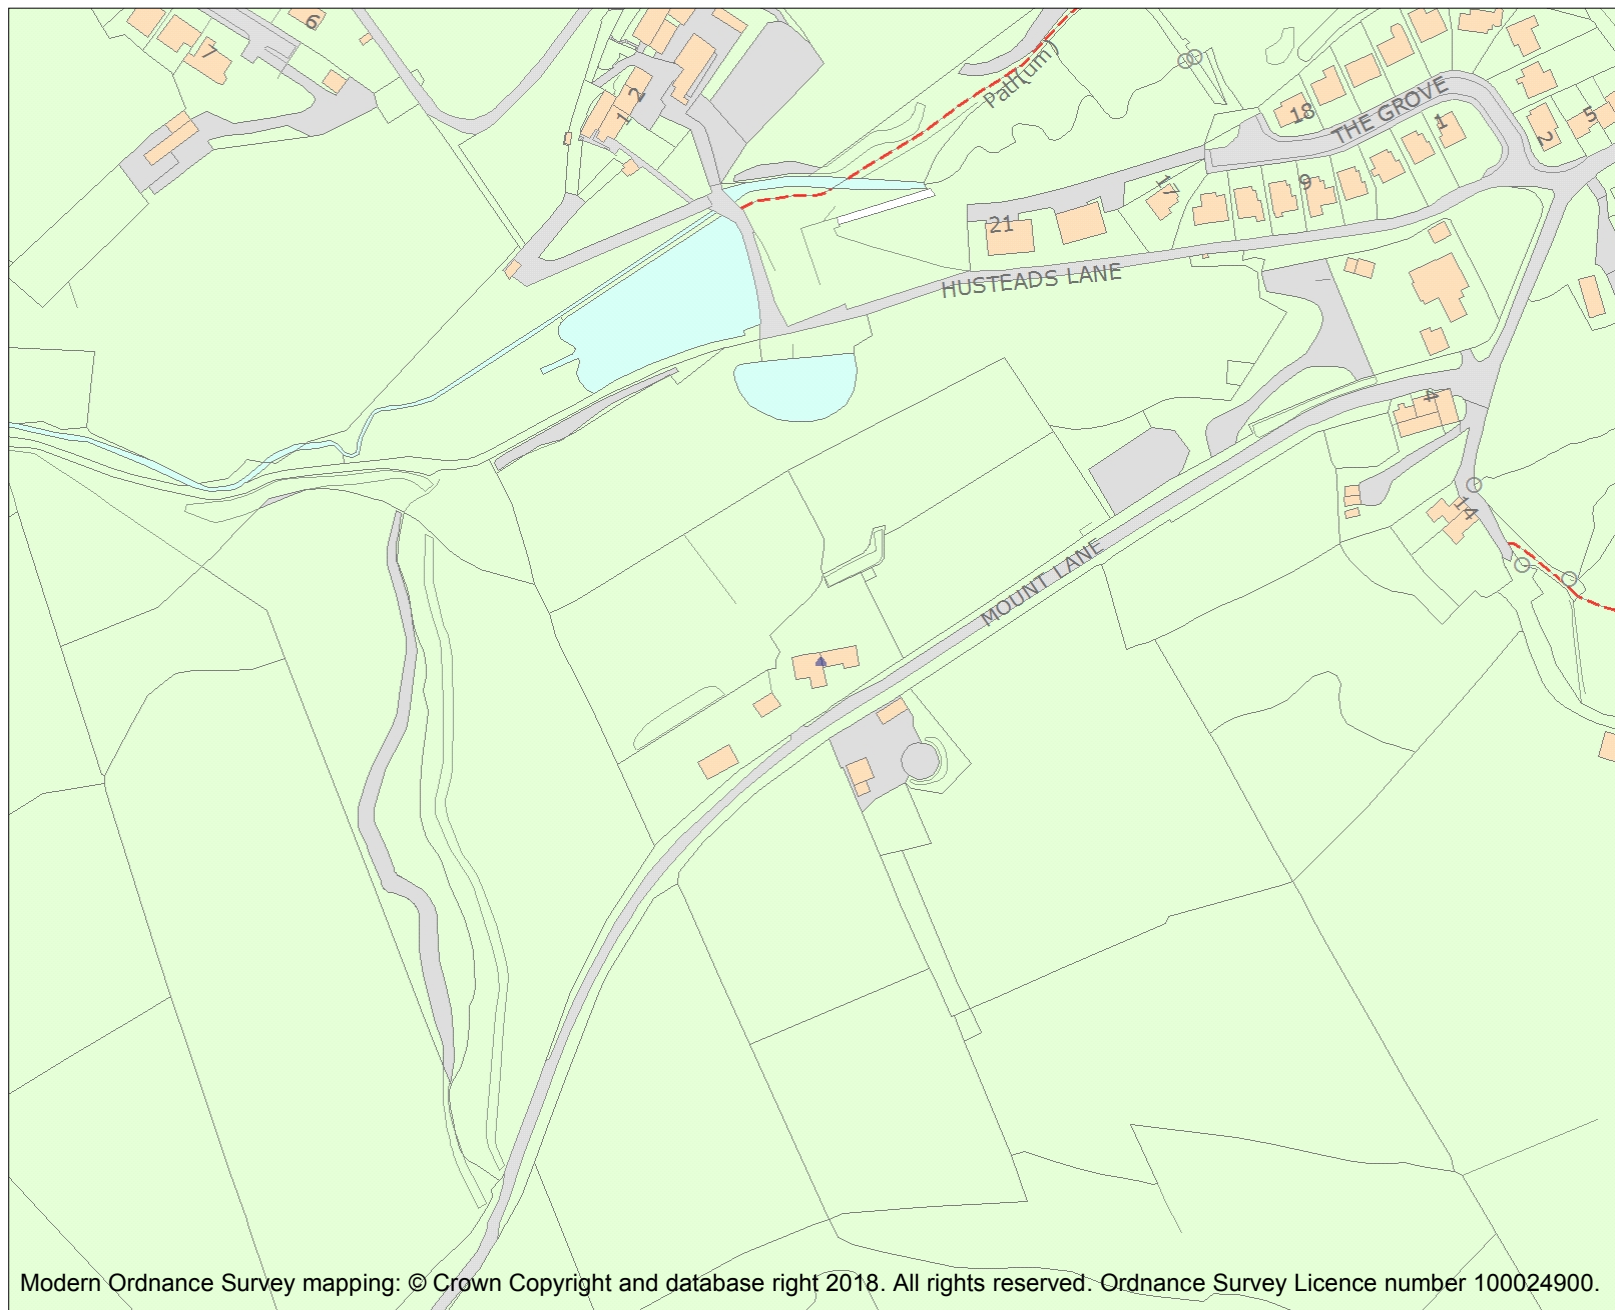 6
7
2
1
Path(um)
18
THE GROVE
1
2
5
17
9
21
HUSTEADS LANE
4
14
MOUNT LANE
Modern Ordnance Survey mapping: © Crown Copyright and database right 2018. All rights reserved. Ordnance Survey Licence number 100024900.